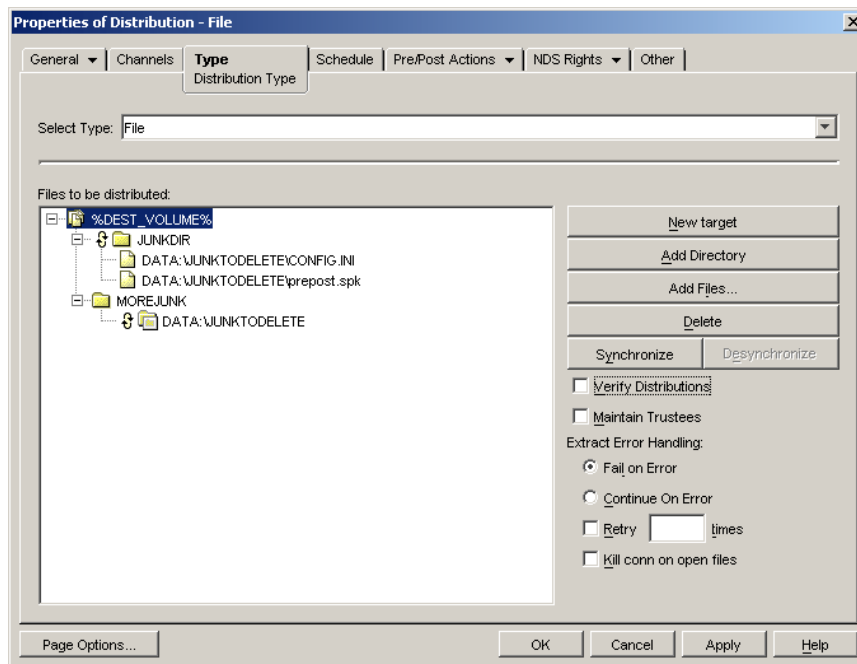 Properties of Distribution - File
General Channels Type Schedule Pre/Post Actions NDS Rights Other
Distribution Type
Select Type: File
Files to be distributed:
%DEST_VOLUME%
JUNKDIR
DATA:\JUNKTODELETE\CONFIG.INI
DATA:\JUNKTODELETE\prepost.spk
MOREJUNK
DATA:\JUNKTODELETE
New target
Add Directory
Add Files...
Delete
Synchronize Desynchronize
Verify Distributions
Maintain Trustees
Extract Error Handling:
Fail on Error
Continue On Error
Retry times
Kill conn on open files
Page Options... OK Cancel Apply Help